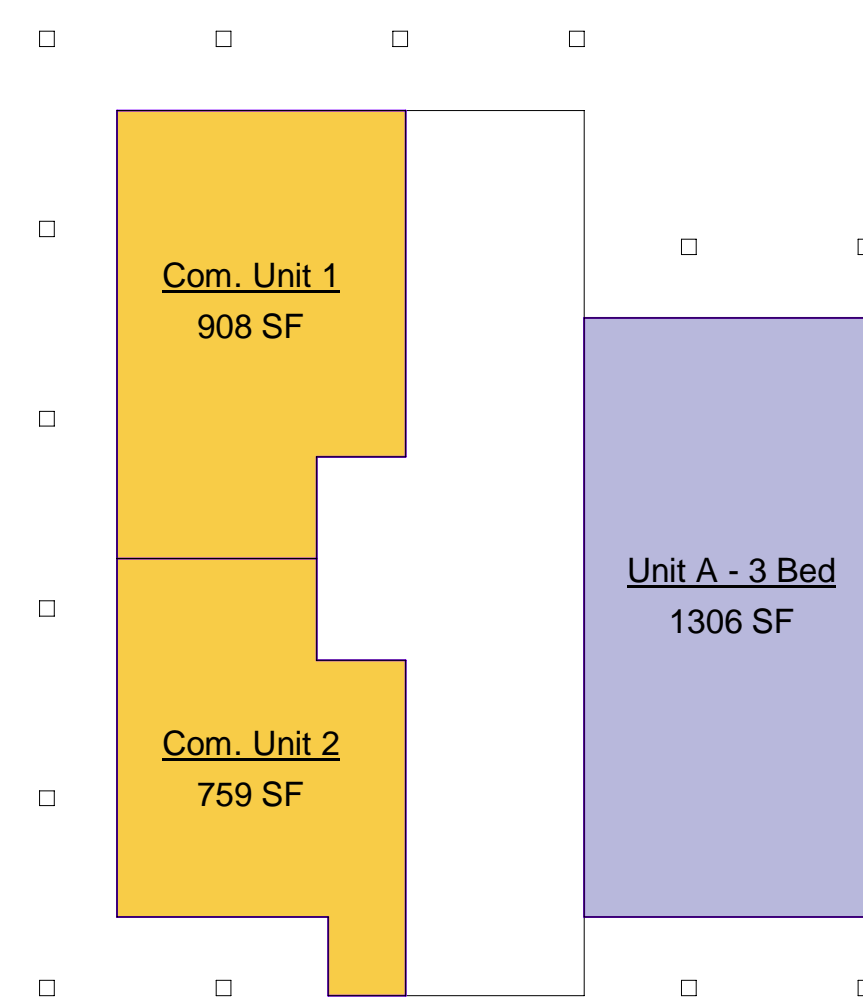 Com. Unit 1
908 SF
Unit A - 3 Bed
1306 SF
Com. Unit 2
759 SF